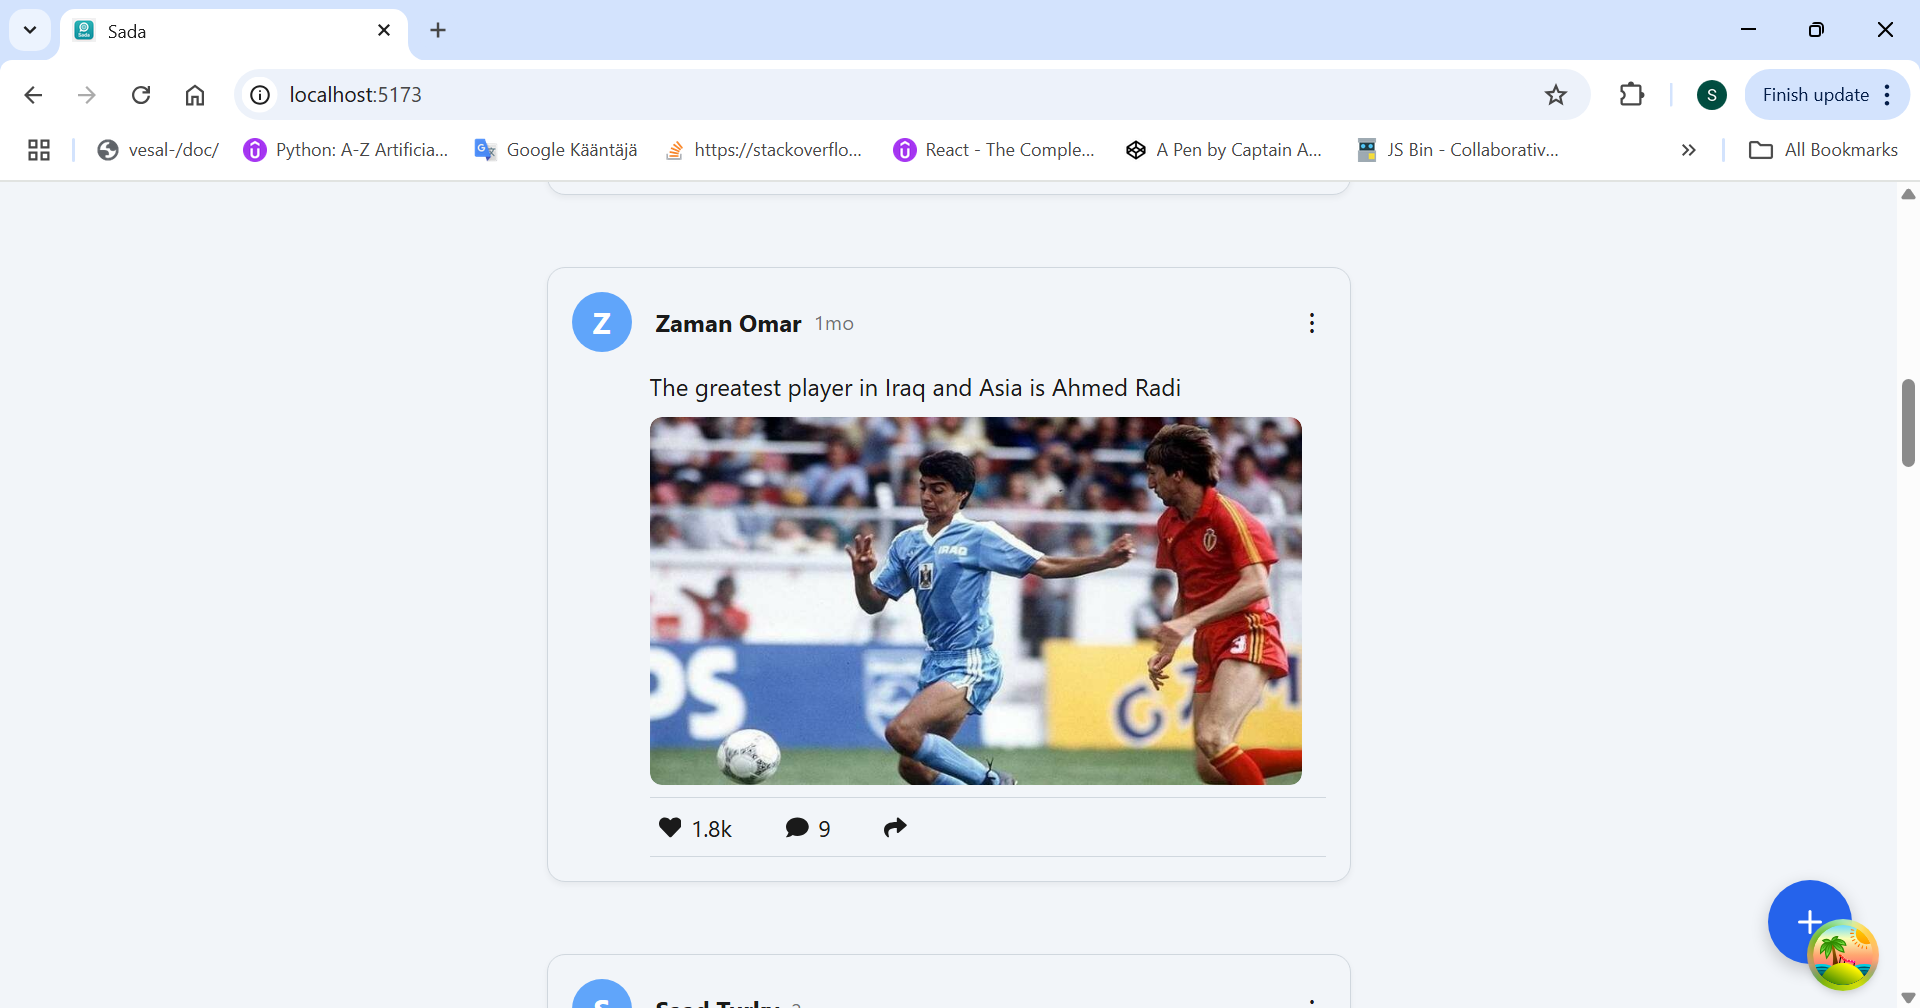 Sada
localhost:5173
S
Finish update
vesal-/doc/
Python: A-Z Artificia...
Google Kääntäjä
https://stackoverflo...
React - The Comple...
A Pen by Captain A...
JS Bin - Collaborativ...
All Bookmarks
Z
Zaman Omar 1mo
The greatest player in Iraq and Asia is Ahmed Radi
IRAQ
3
PS
1.8k
9